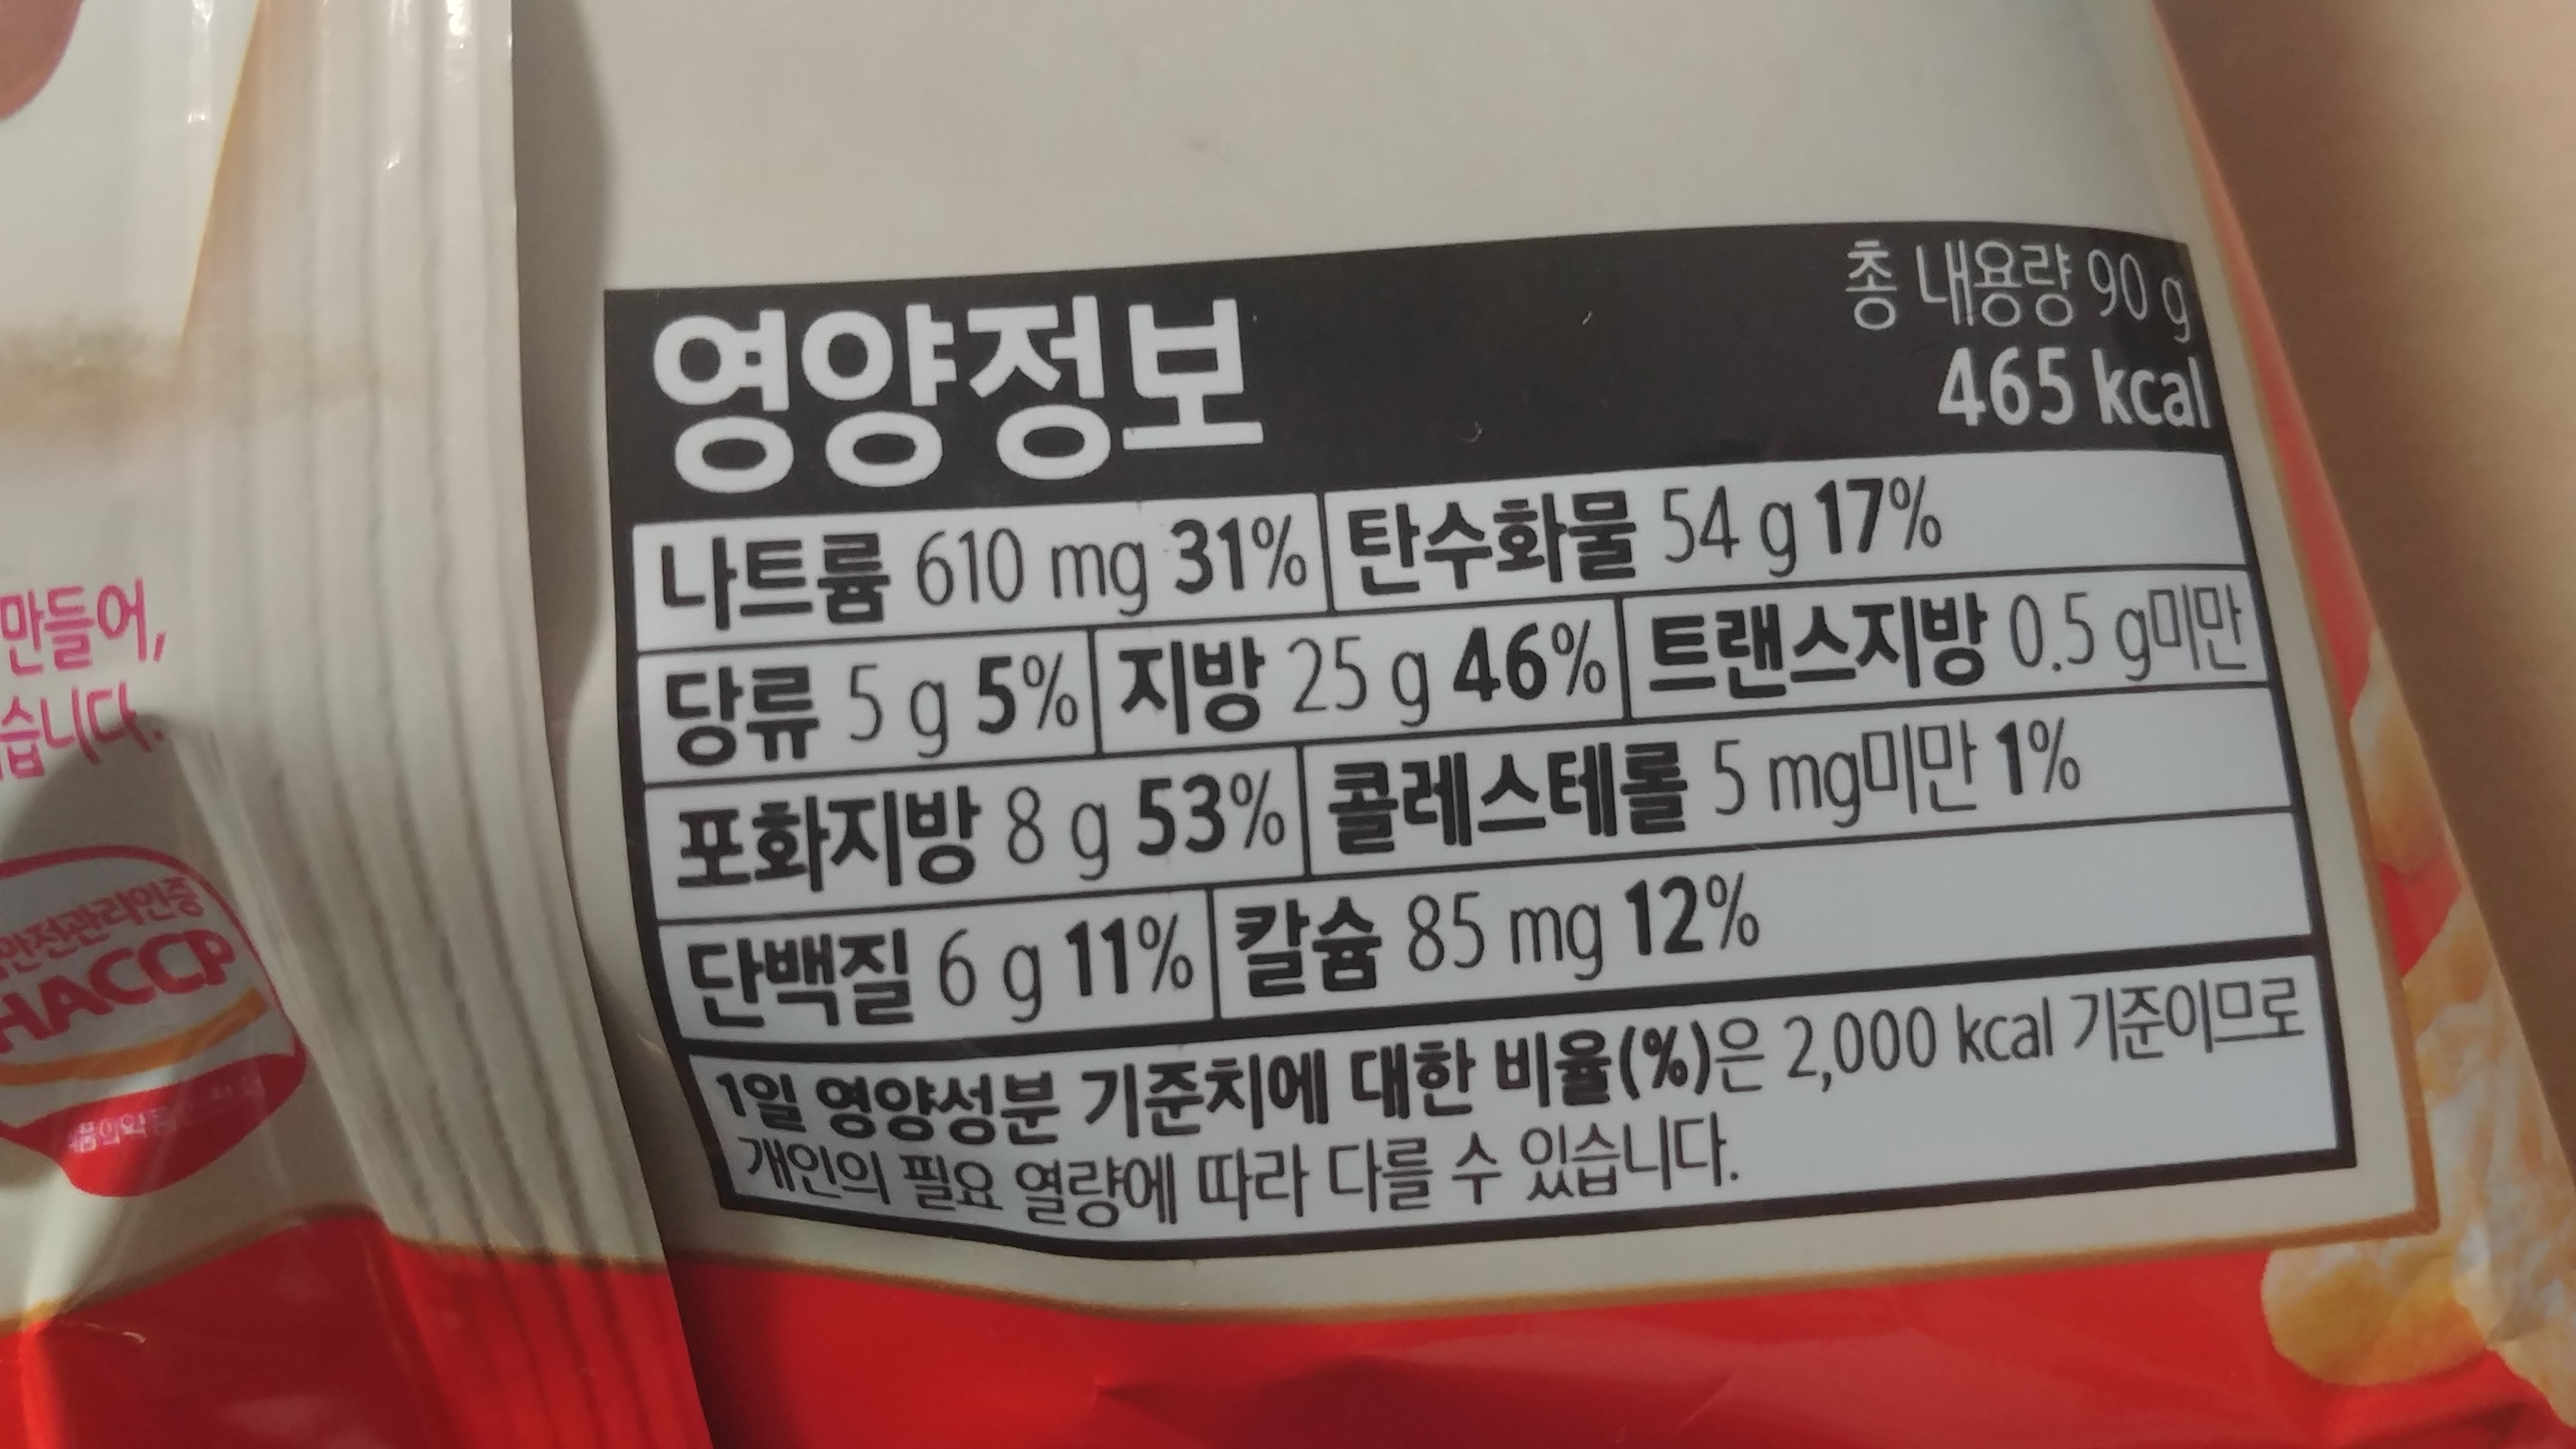 총 내용량 90 g
영양정보
465 kcal
나트륨 610 mg 31% 탄수화물 54 g 17%
당류 5 g 5% 지방 25 g 46% 트랜스지방 0.5 g미만
포화지방 8 g 53% 콜레스테롤 5 mg미만 1%
단백질 6 g 11% 칼슘 85 mg 12%
1일 영양성분 기준치에 대한 비율(%)은 2,000 kcal 기준이므로
개인의 필요 열량에 따라 다를 수 있습니다.
만들어,
습니다.
안전관리인증
HACCP